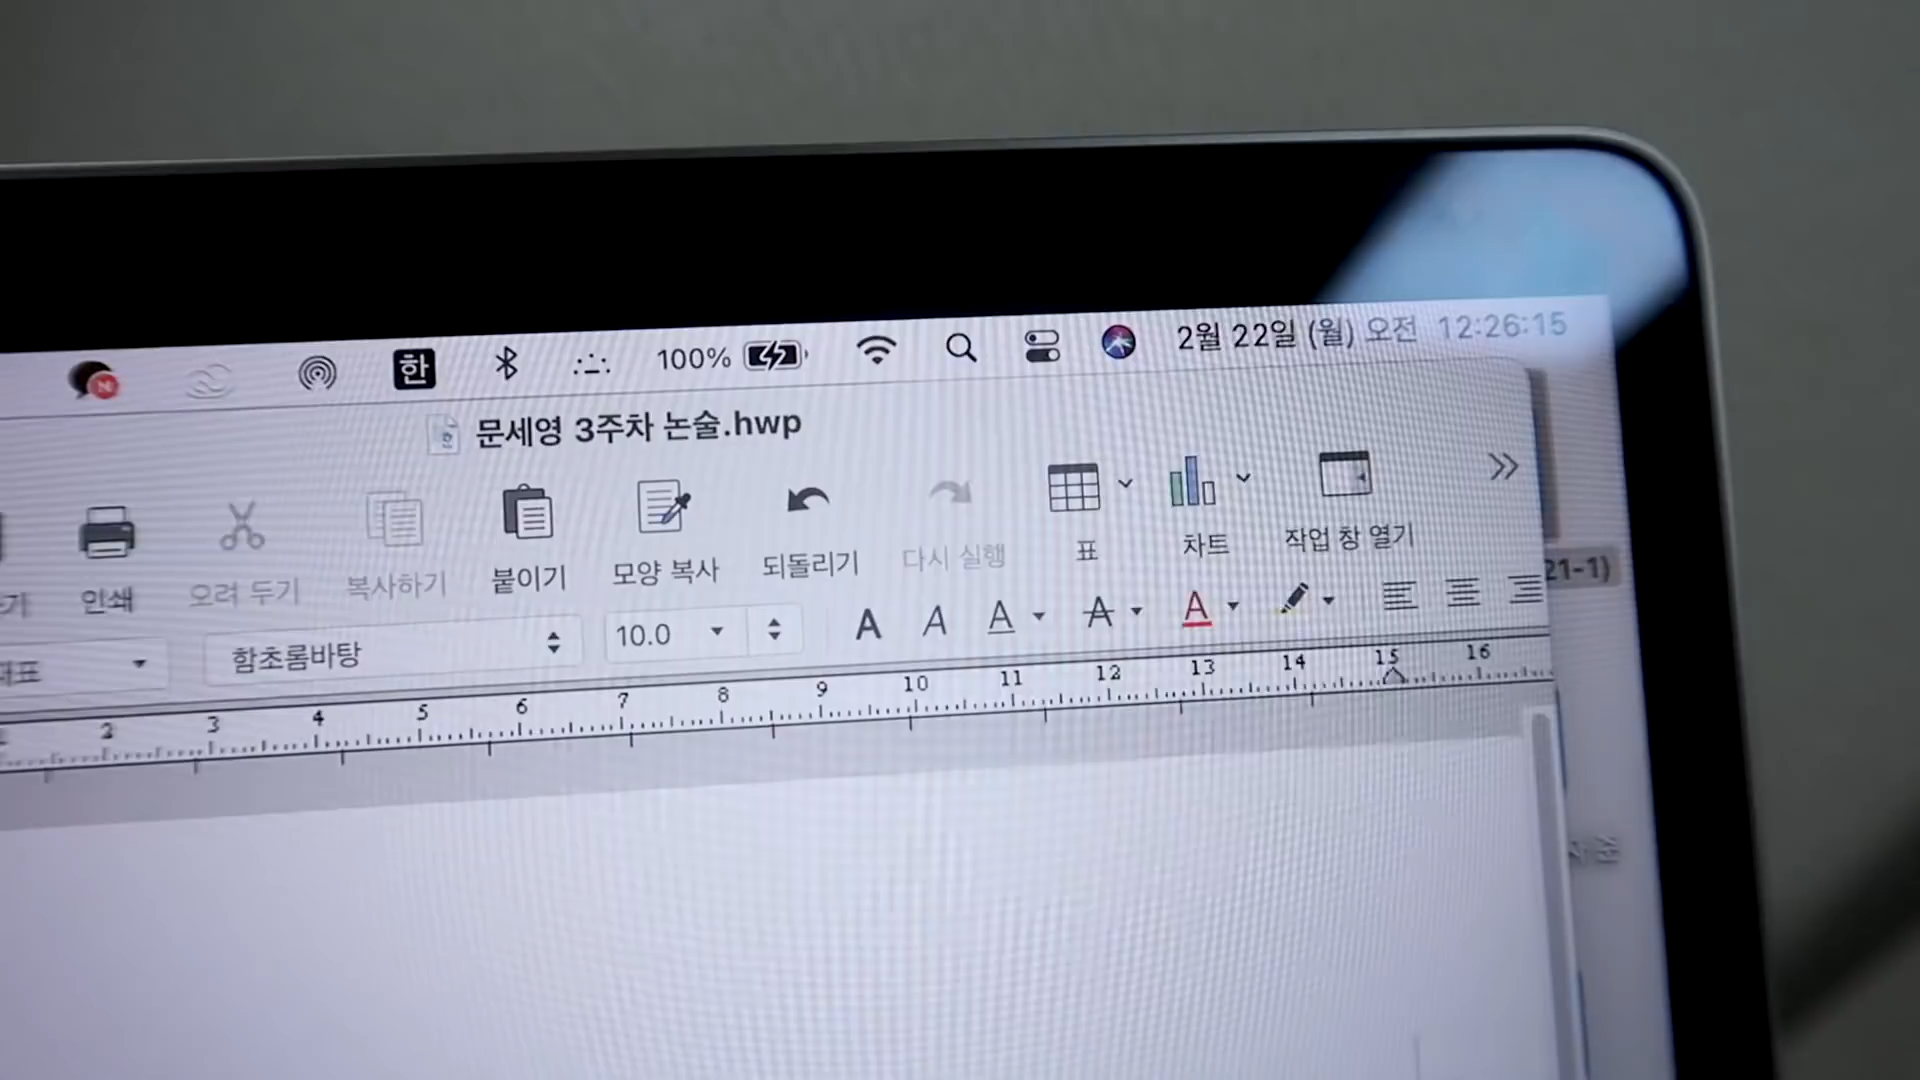 한 100% 2월 22일 (월) 오전 12:26:15
문세영 3주차 논술.hwp
인쇄 오려 두기 복사하기 붙이기 모양 복사 되돌리기 다시 실행 표 차트 작업 창 열기
21-1)
함초롬바탕 10.0 A A A A A
2 3 4 5 6 7 8 9 10 11 12 13 14 15 16